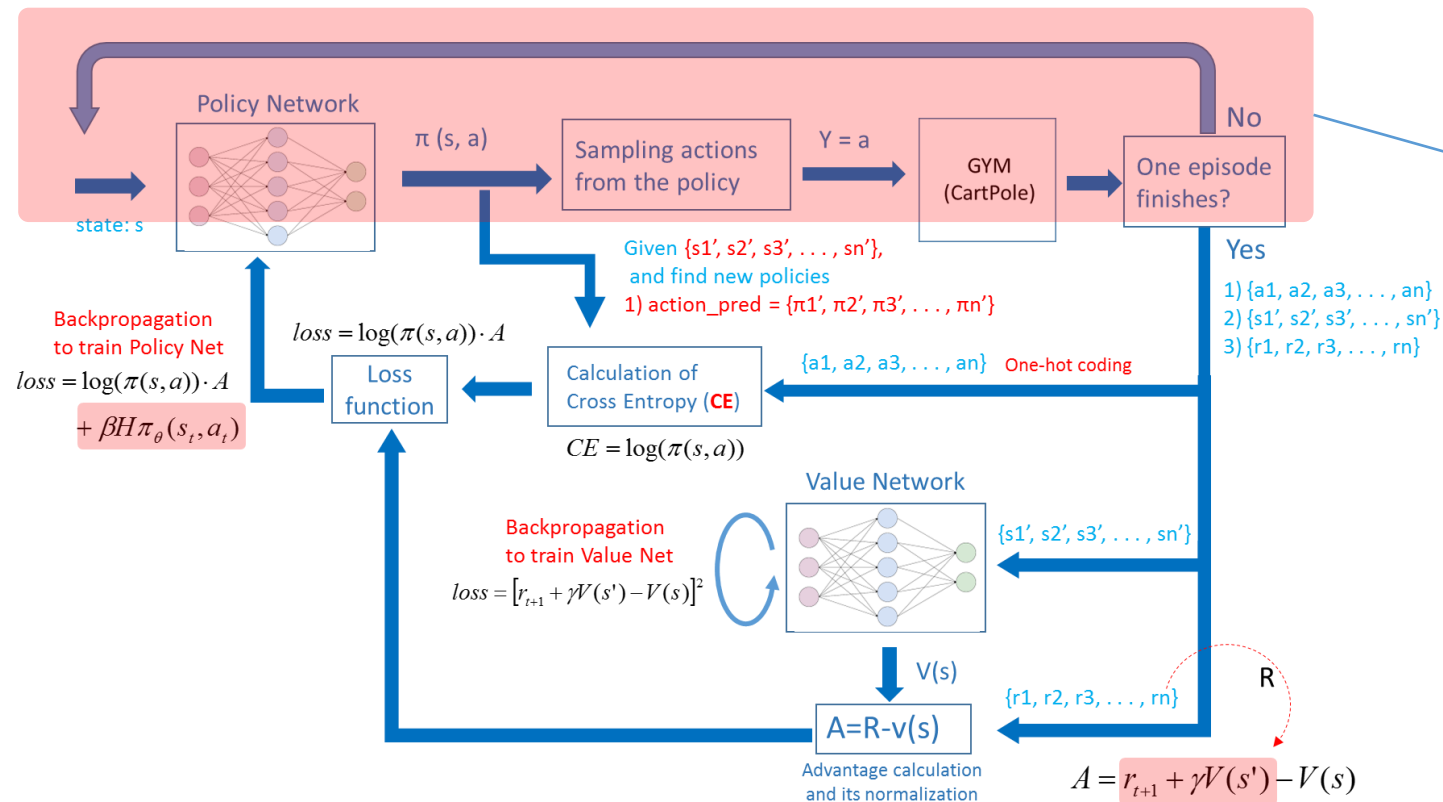 No
Policy Network
π (s, a)
Sampling actions
from the policy
Y = a
GYM
(CartPole)
One episode
finishes?
state: s
Yes
1) {a1, a2, a3, . . . , an}
2) {s1’, s2’, s3’, . . . , sn’}
3) {r1, r2, r3, . . . , rn}
Given {s1’, s2’, s3’, . . . , sn’},
and find new policies
1) action_pred = {π1’, π2’, π3’, . . . , πn’}
Backpropagation
to train Policy Net
loss = log(π(s,a))· A
+ βHπ_θ(s_t, a_t)
loss = log(π(s,a))· A
Loss
function
Calculation of
Cross Entropy (CE)
CE = log(π(s,a))
{a1, a2, a3, . . . , an} One-hot coding
Value Network
Backpropagation
to train Value Net
loss = [r_{t+1} + γV(s') − V(s)]²
{s1’, s2’, s3’, . . . , sn’}
V(s)
{r1, r2, r3, . . . , rn}
R
A=R-v(s)
Advantage calculation
and its normalization
A = r_{t+1} + γV(s') − V(s)